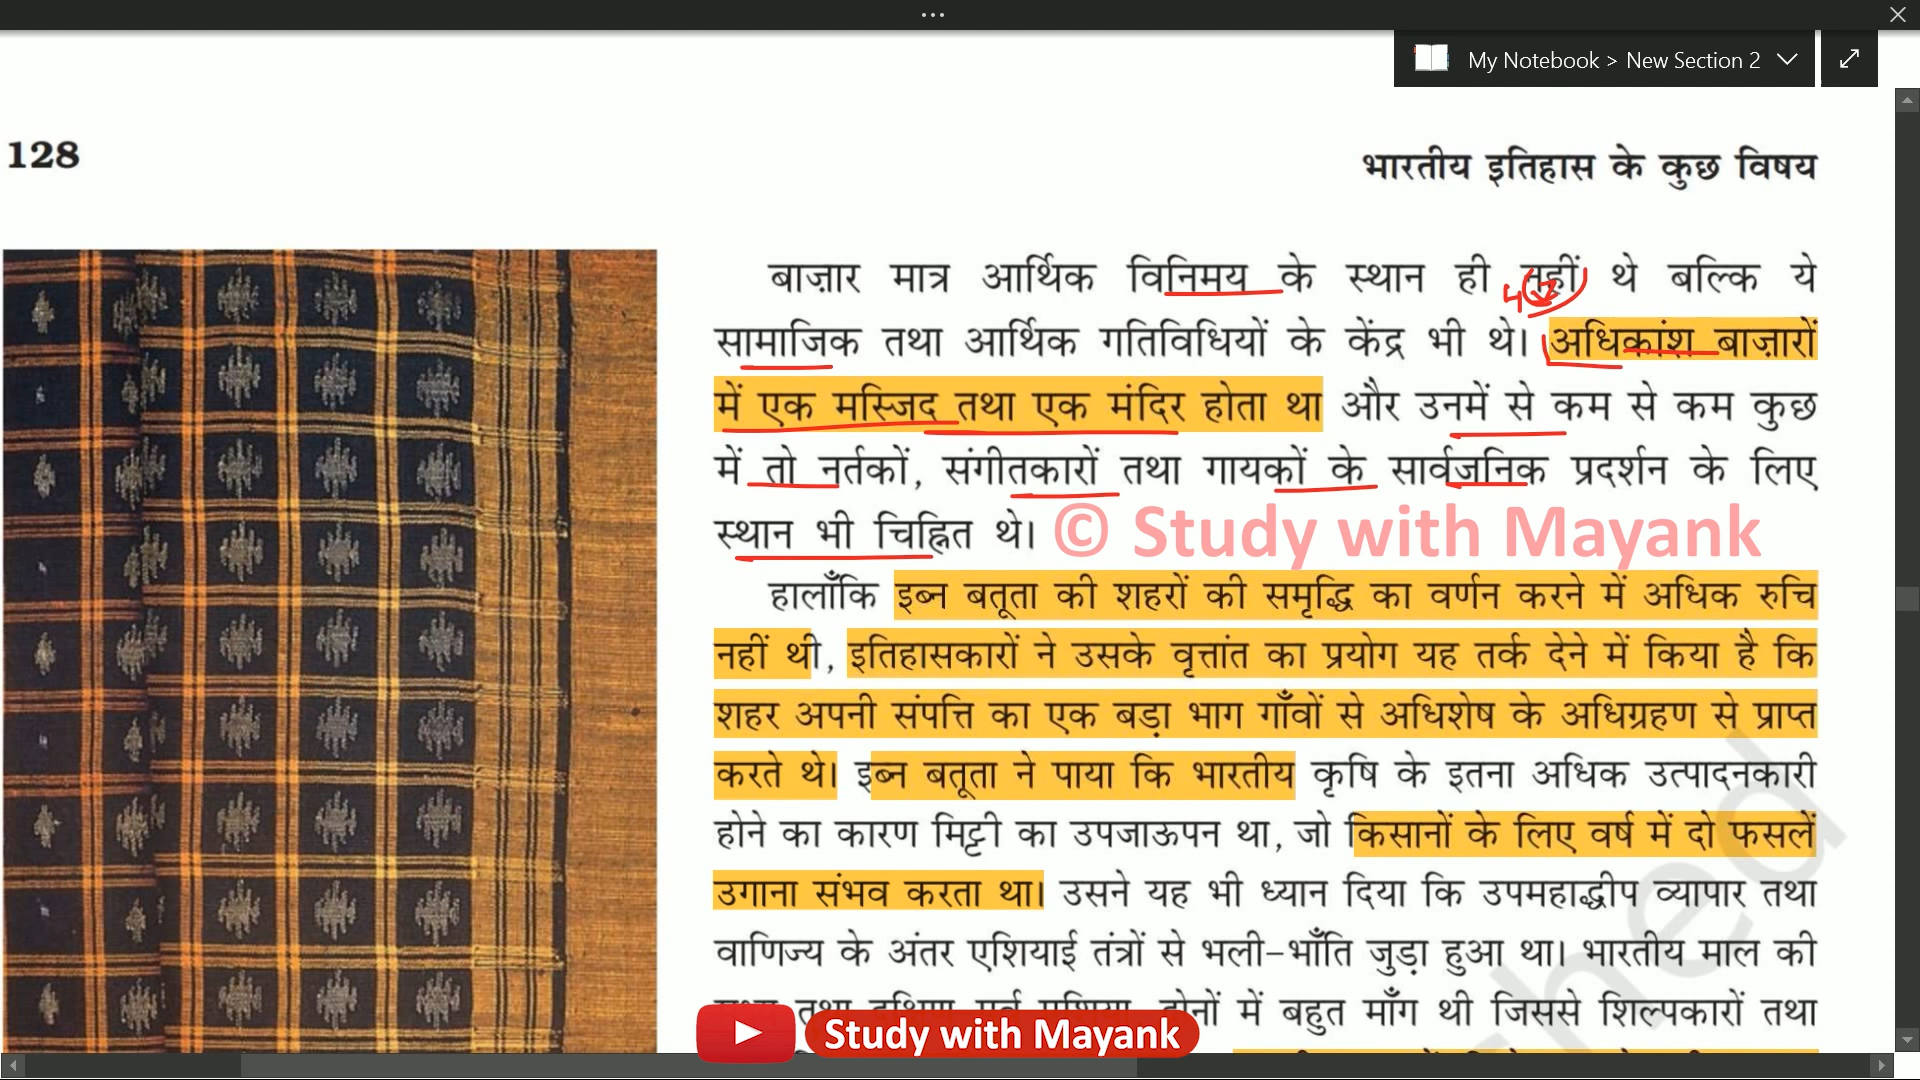 My Notebook > New Section 2
128
भारतीय इतिहास के कुछ विषय
बाज़ार मात्र आर्थिक विनिमय के स्थान ही नहीं थे बल्कि ये
सामाजिक तथा आर्थिक गतिविधियों के केंद्र भी थे। अधिकांश बाज़ारों
में एक मस्जिद तथा एक मंदिर होता था और उनमें से कम से कम कुछ
में तो नर्तकों, संगीतकारों तथा गायकों के सार्वजनिक प्रदर्शन के लिए
स्थान भी चिह्नित थे।
© Study with Mayank
हालाँकि इब्न बतूता की शहरों की समृद्धि का वर्णन करने में अधिक रुचि
नहीं थी, इतिहासकारों ने उसके वृत्तांत का प्रयोग यह तर्क देने में किया है कि
शहर अपनी संपत्ति का एक बड़ा भाग गाँवों से अधिशेष के अधिग्रहण से प्राप्त
करते थे। इब्न बतूता ने पाया कि भारतीय कृषि के इतना अधिक उत्पादनकारी
होने का कारण मिट्टी का उपजाऊपन था, जो किसानों के लिए वर्ष में दो फसलें
उगाना संभव करता था। उसने यह भी ध्यान दिया कि उपमहाद्वीप व्यापार तथा
वाणिज्य के अंतर एशियाई तंत्रों से भली-भाँति जुड़ा हुआ था। भारतीय माल की
में बहुत माँग थी जिससे शिल्पकारों तथा
Study with Mayank